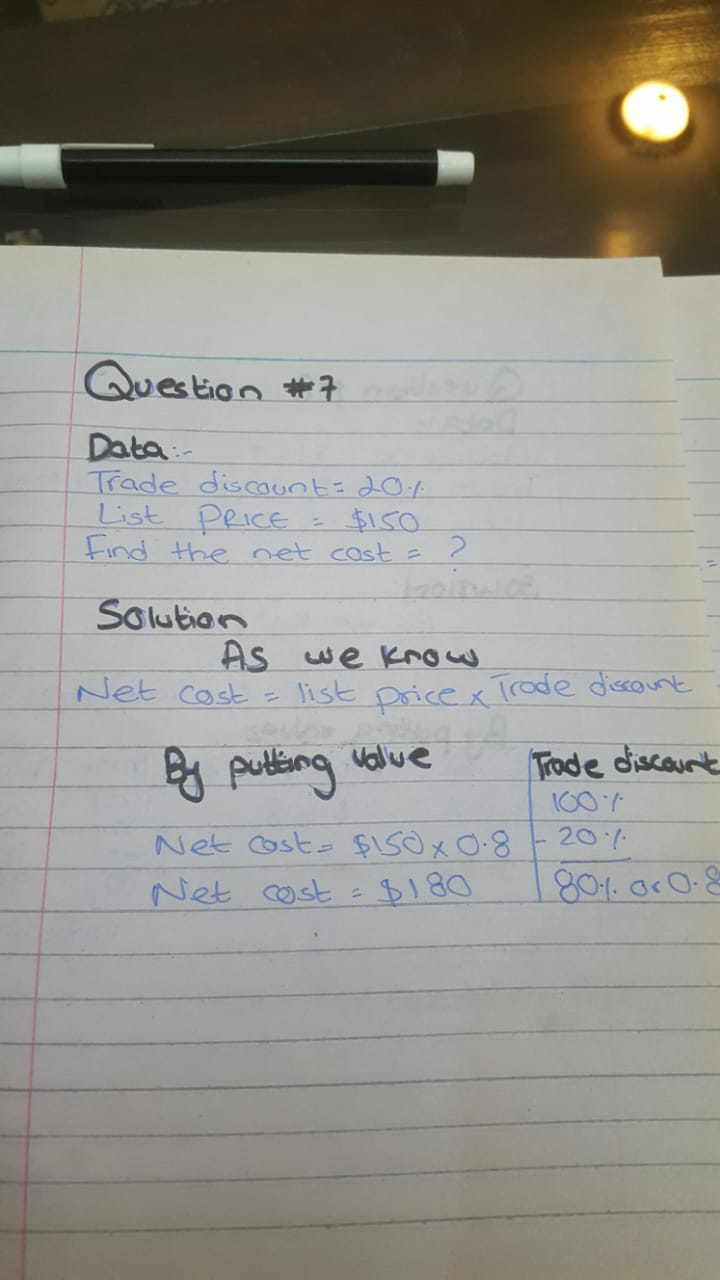 Question #7
Data:-
Trade discount = 20%
List PRICE = $150
Find the net cost = ?
Solution
As we know
Net cost = list price x Trade discount
By putting value
Trade discount
100%
Net cost = $150 x 0.8
- 20%
Net cost = $180
80% or 0.8